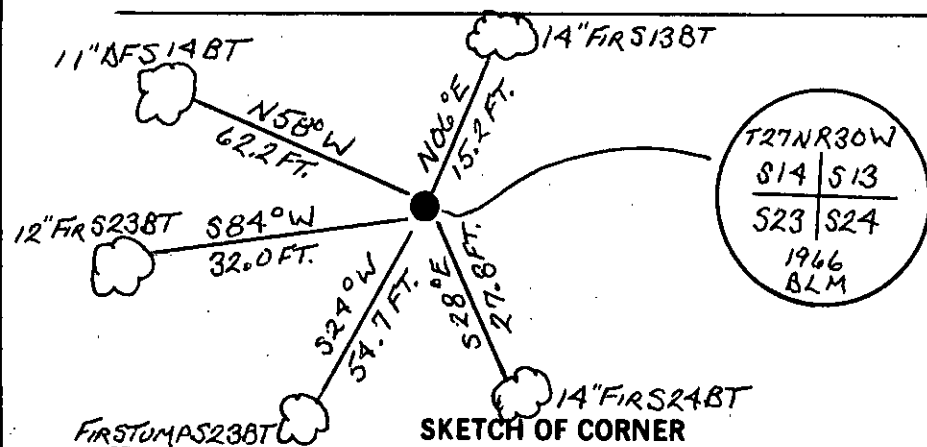 11"DFS14BT
14"FIRS13BT
N58°W
62.2 FT.
N06°E
15.2 FT.
T27NR30W
S14 S13
S23 S24
1966
BLM
12"FIRS23BT
S84°W
32.0 FT.
S24°W
54.7 FT.
S28°E
27.8 FT.
14"FIRS24BT
FIRSTUMPS23BT
SKETCH OF CORNER